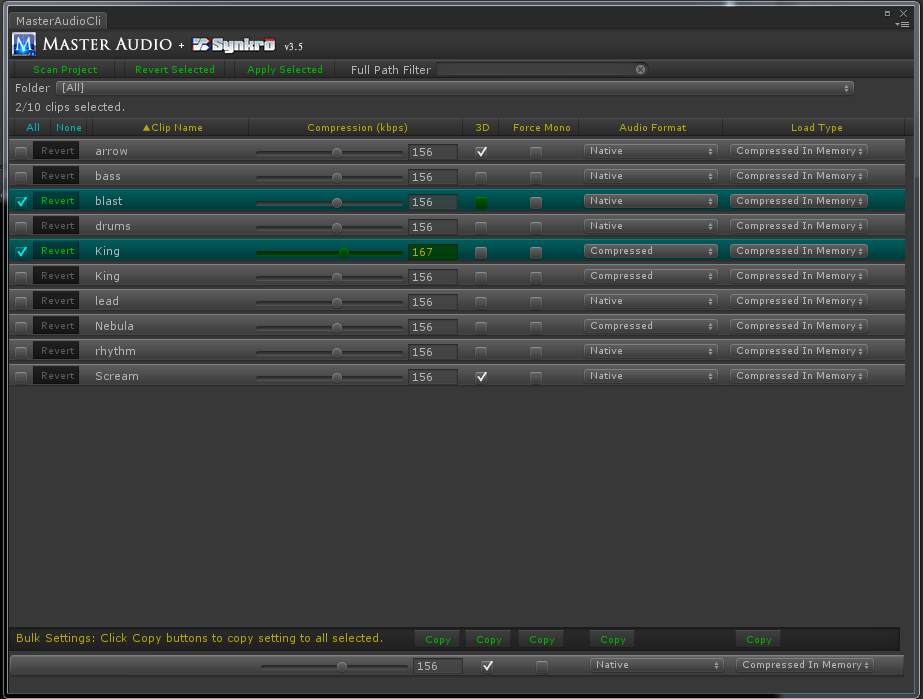 MasterAudioCli
MASTER AUDIO + Synkro v3.5
Scan Project Revert Selected Apply Selected Full Path Filter
Folder [All]
2/10 clips selected.
All None ▲Clip Name Compression (kbps) 3D Force Mono Audio Format Load Type
Revert arrow 156 Native Compressed In Memory
Revert bass 156 Native Compressed In Memory
Revert blast 156 Native Compressed In Memory
Revert drums 156 Native Compressed In Memory
Revert King 167 Compressed Compressed In Memory
Revert King 156 Compressed Compressed In Memory
Revert lead 156 Native Compressed In Memory
Revert Nebula 156 Compressed Compressed In Memory
Revert rhythm 156 Native Compressed In Memory
Revert Scream 156 Native Compressed In Memory
Bulk Settings: Click Copy buttons to copy setting to all selected. Copy Copy Copy Copy Copy
156 Native Compressed In Memory